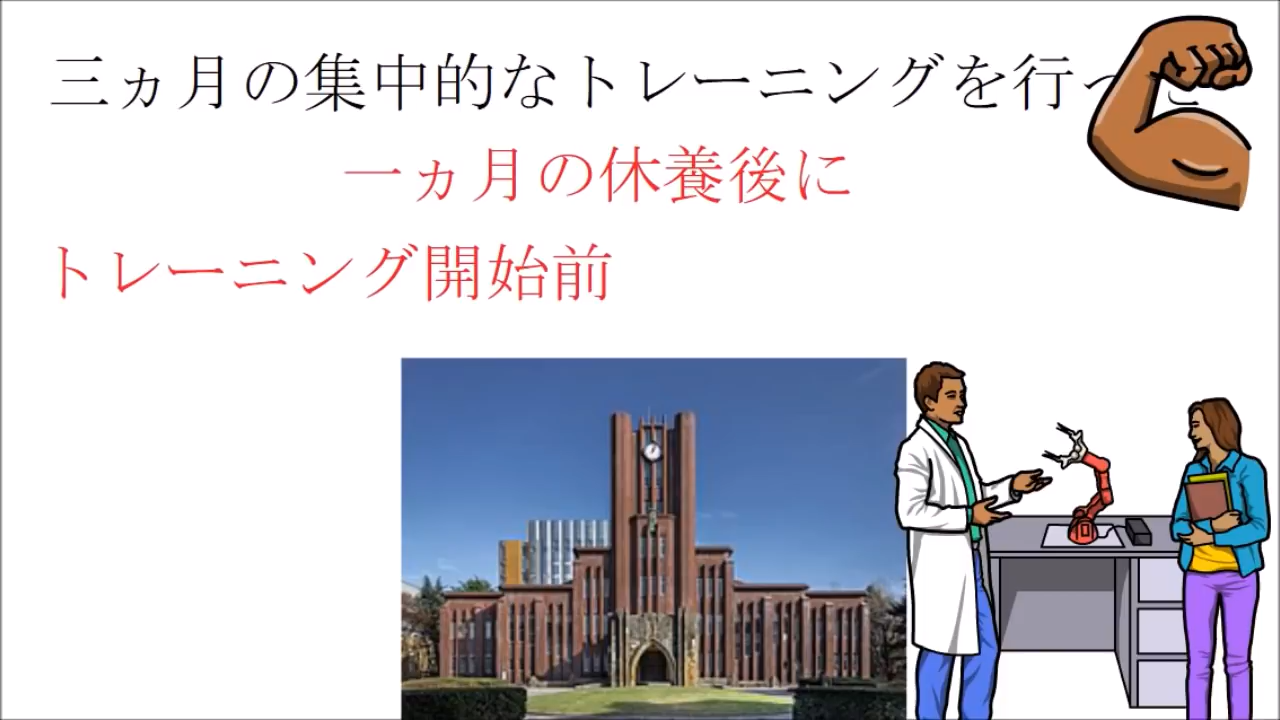 三ヵ月の集中的なトレーニングを行っ
一ヵ月の休養後に
トレーニング開始前